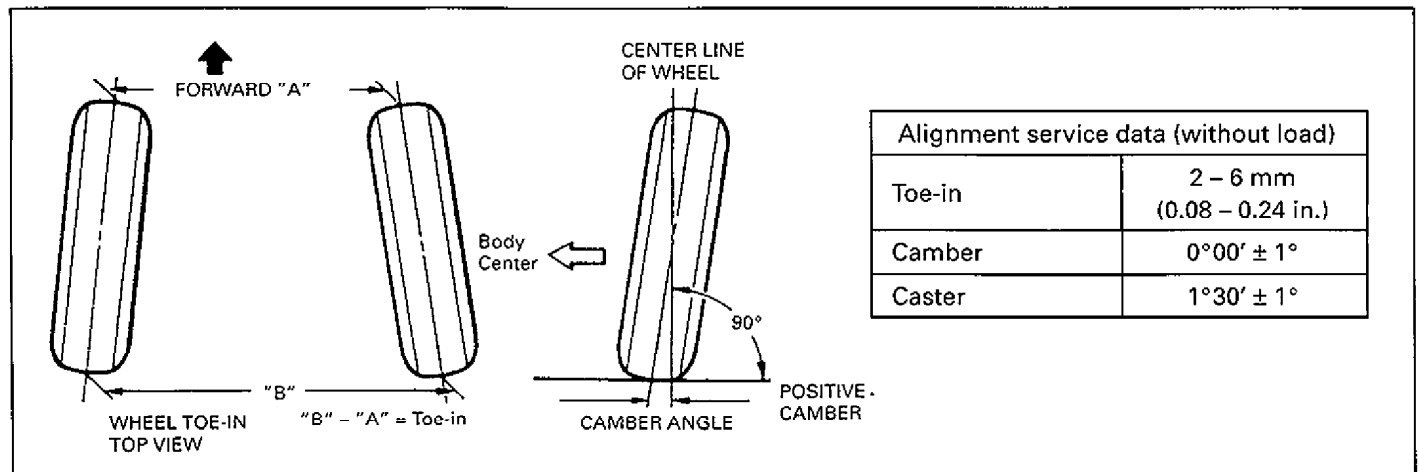 FORWARD "A"
"B"
WHEEL TOE-IN
TOP VIEW
"B" – "A" = Toe-in
CENTER LINE
OF WHEEL
Body
Center
90°
CAMBER ANGLE
POSITIVE
CAMBER
Alignment service data (without load)
Toe-in
2 – 6 mm
(0.08 – 0.24 in.)
Camber
0°00′ ± 1°
Caster
1°30′ ± 1°